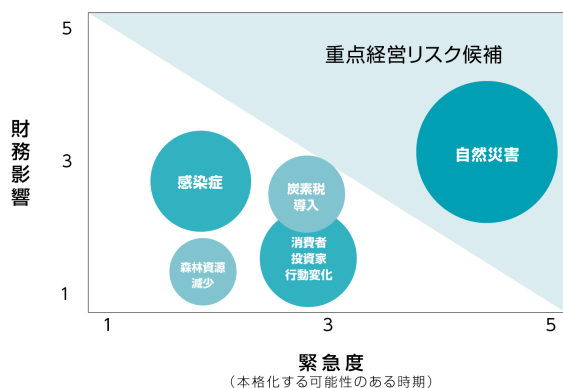 5
重点経営リスク候補
財務影響
3
自然災害
感染症
炭素税
導入
消費者
投資家
行動変化
森林資源
減少
1
1
3
5
緊急度
（本格化する可能性のある時期）